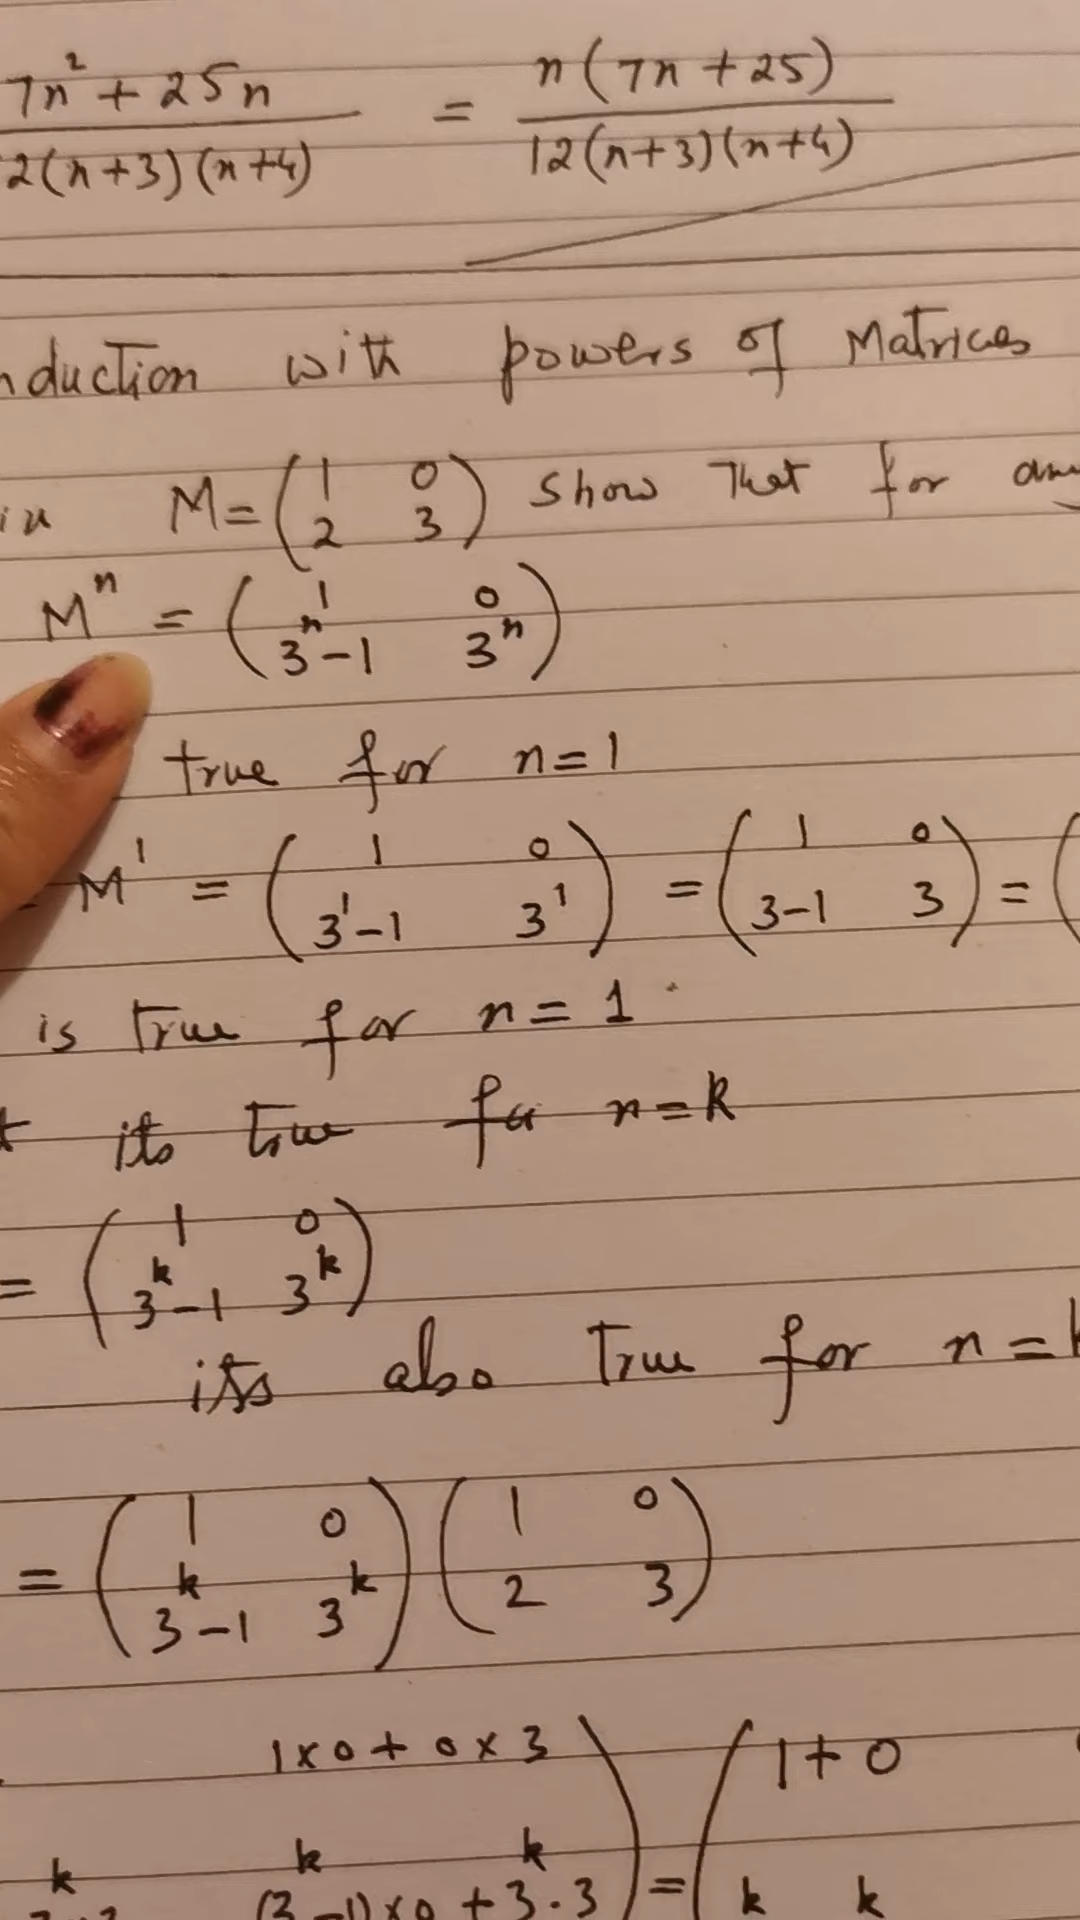 7n² + 25n = n(7n+25)
2(n+3)(n+4) 12(n+3)(n+4)
nduction with powers of Matrices
M = (1 0 show that for
2 3)
Mⁿ = (1 0
3ⁿ-1 3ⁿ)
true for n=1
M¹ = (1 0 = (1 0 = (
3¹-1 3¹) 3-1 3)
is true for n = 1
its true for n=k
= (1 0
3ᵏ-1 3ᵏ)
its also true for n=
= (1 0) (1 0)
3ᵏ-1 3ᵏ 2 3
1×0 + 0×3) = (1+0
(3ᵏ-1)×0 + 3ᵏ.3 k k